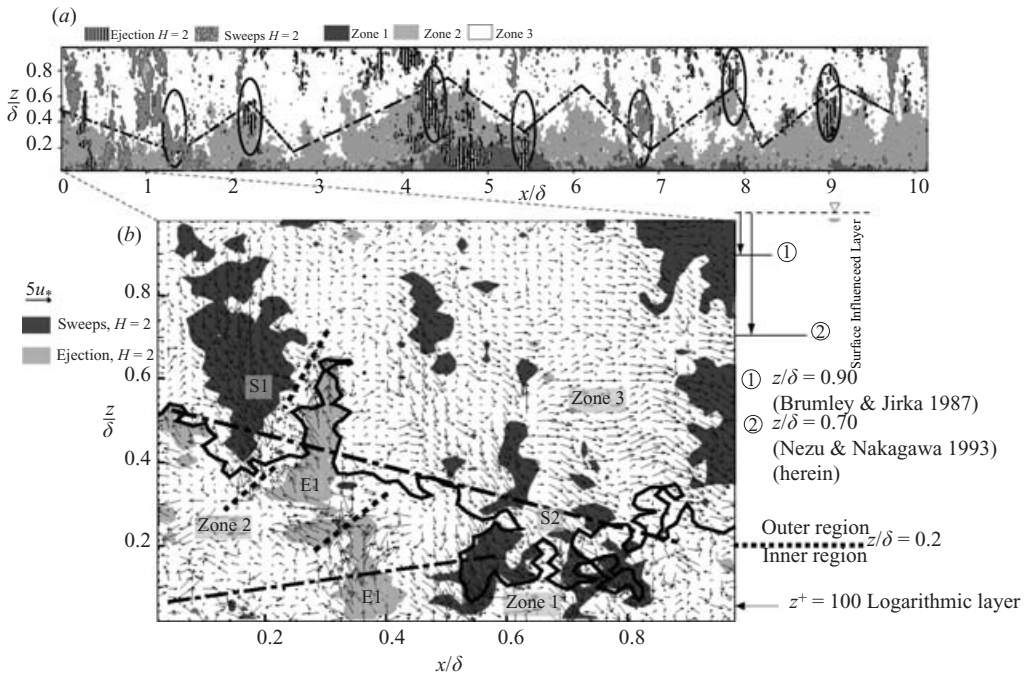 (a)
Ejection H = 2 Sweeps H = 2 Zone 1 Zone 2 Zone 3
0.8
0.6
0.4
0.2
z/δ
0 1 2 3 4 5 6 7 8 9 10
x/δ
(b)
5u*
Sweeps, H = 2
Ejection, H = 2
0.8
0.6
0.4
0.2
z/δ
S1
E1
Zone 2
E1
Zone 3
S2
Zone 1
0.2 0.4 0.6 0.8
x/δ
①
②
Surface Influenceed Layer
① z/δ = 0.90
(Brumley & Jirka 1987)
② z/δ = 0.70
(Nezu & Nakagawa 1993)
(herein)
Outer region
z/δ = 0.2
Inner region
z+ = 100 Logarithmic layer